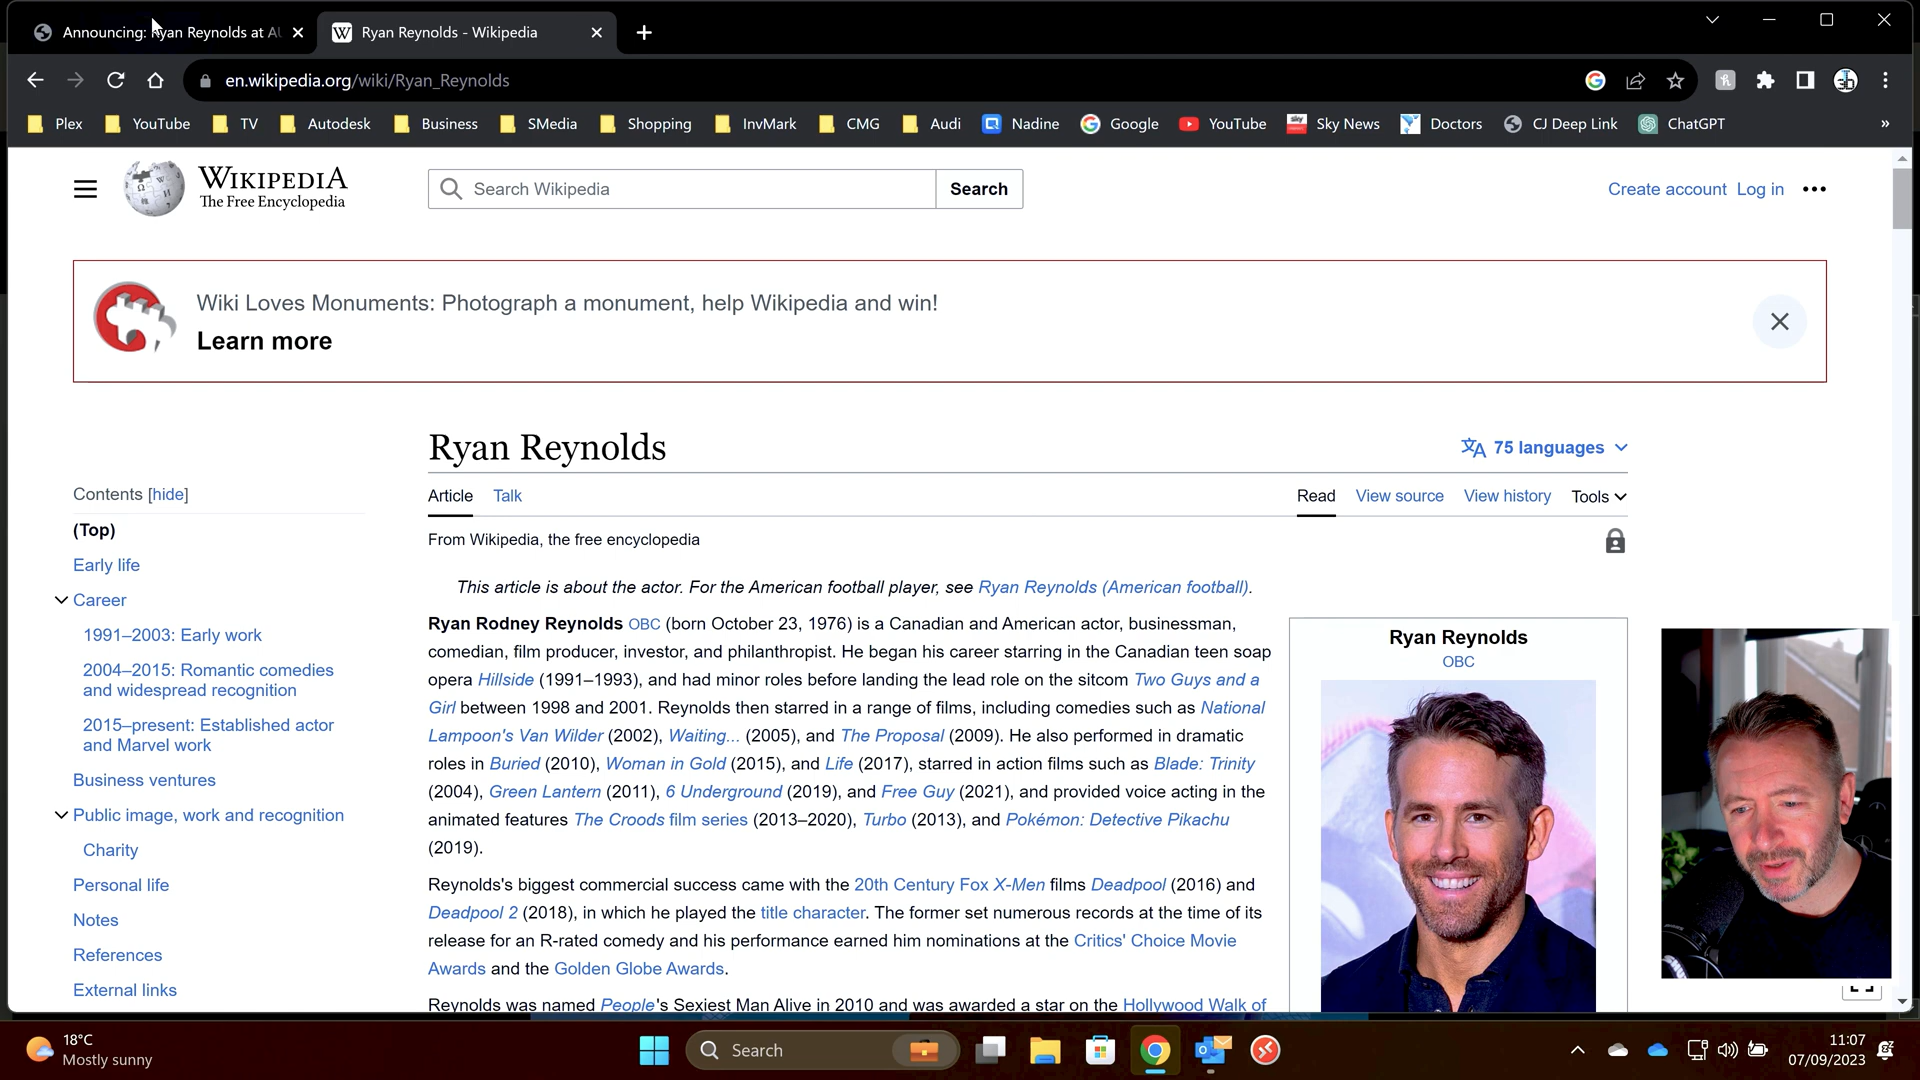 Announcing: Ryan Reynolds at AU
Ryan Reynolds - Wikipedia
en.wikipedia.org/wiki/Ryan_Reynolds
Plex YouTube TV Autodesk Business SMedia Shopping InvMark CMG Audi Nadine Google YouTube Sky News Doctors CJ Deep Link ChatGPT »
WIKIPEDIA
The Free Encyclopedia
Search Wikipedia
Search
Create account Log in
Wiki Loves Monuments: Photograph a monument, help Wikipedia and win!
Learn more
Ryan Reynolds
75 languages
Contents [hide]
(Top)
Early life
Career
1991–2003: Early work
2004–2015: Romantic comedies
and widespread recognition
2015–present: Established actor
and Marvel work
Business ventures
Public image, work and recognition
Charity
Personal life
Notes
References
External links
Article Talk
Read View source View history Tools
From Wikipedia, the free encyclopedia
This article is about the actor. For the American football player, see Ryan Reynolds (American football).
Ryan Rodney Reynolds OBC (born October 23, 1976) is a Canadian and American actor, businessman,
comedian, film producer, investor, and philanthropist. He began his career starring in the Canadian teen soap
opera Hillside (1991–1993), and had minor roles before landing the lead role on the sitcom Two Guys and a
Girl between 1998 and 2001. Reynolds then starred in a range of films, including comedies such as National
Lampoon's Van Wilder (2002), Waiting... (2005), and The Proposal (2009). He also performed in dramatic
roles in Buried (2010), Woman in Gold (2015), and Life (2017), starred in action films such as Blade: Trinity
(2004), Green Lantern (2011), 6 Underground (2019), and Free Guy (2021), and provided voice acting in the
animated features The Croods film series (2013–2020), Turbo (2013), and Pokémon: Detective Pikachu
(2019).
Reynolds's biggest commercial success came with the 20th Century Fox X-Men films Deadpool (2016) and
Deadpool 2 (2018), in which he played the title character. The former set numerous records at the time of its
release for an R-rated comedy and his performance earned him nominations at the Critics' Choice Movie
Awards and the Golden Globe Awards.
Reynolds was named People's Sexiest Man Alive in 2010 and was awarded a star on the Hollywood Walk of
Ryan Reynolds
OBC
18°C
Mostly sunny
Search
11:07
07/09/2023